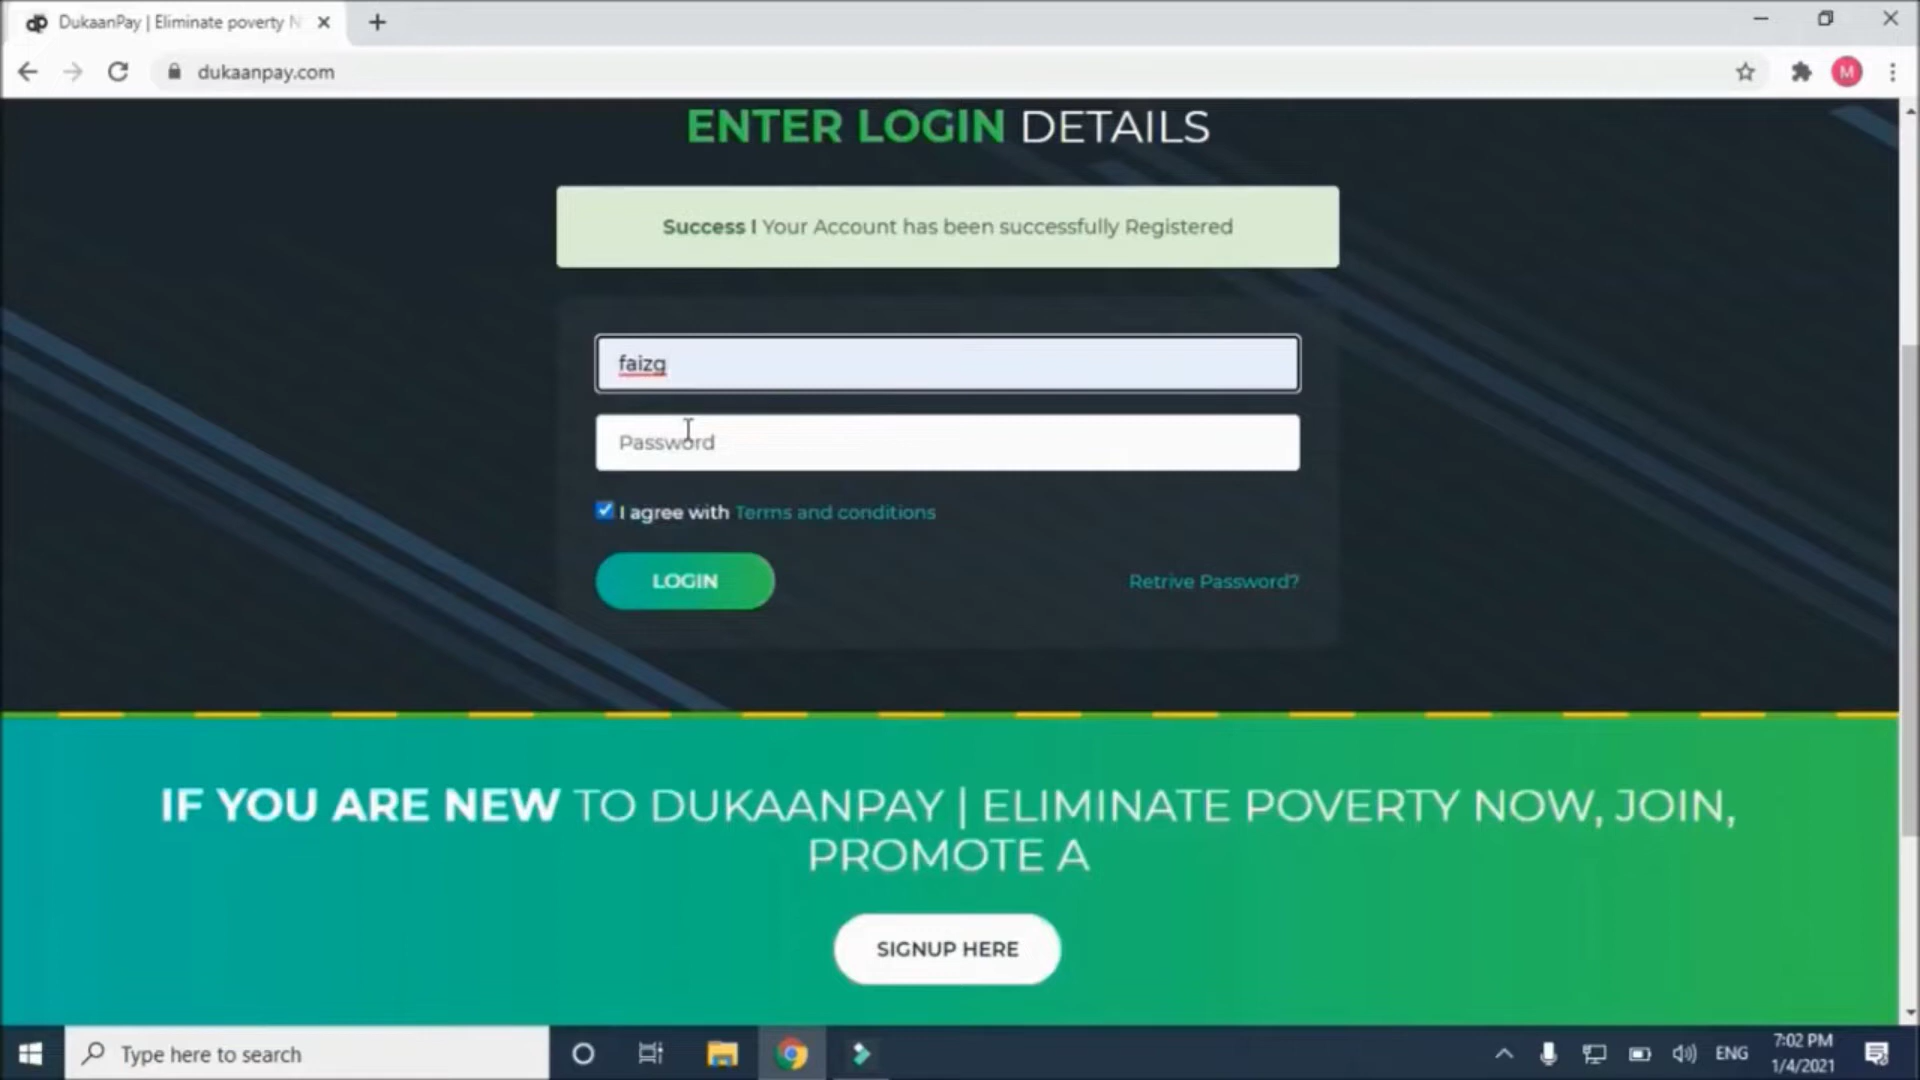 DukaanPay | Eliminate poverty N
dukaanpay.com
M
ENTER LOGIN DETAILS
Success ! Your Account has been successfully Registered
faizg
Password
I agree with Terms and conditions
LOGIN
Retrive Password?
IF YOU ARE NEW TO DUKAANPAY | ELIMINATE POVERTY NOW, JOIN,
PROMOTE A
SIGNUP HERE
Type here to search
ENG
7:02 PM
1/4/2021